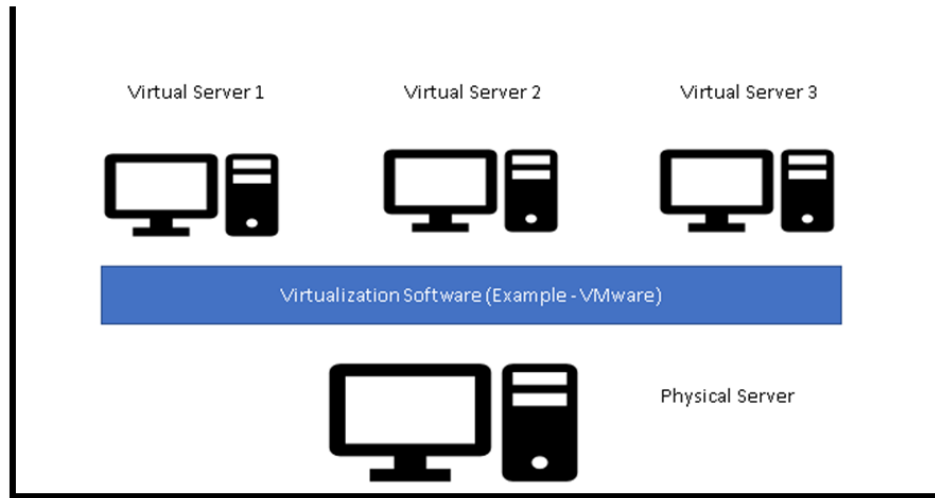 Virtual Server 1
Virtual Server 2
Virtual Server 3
Virtualization Software (Example - VMware)
Physical Server